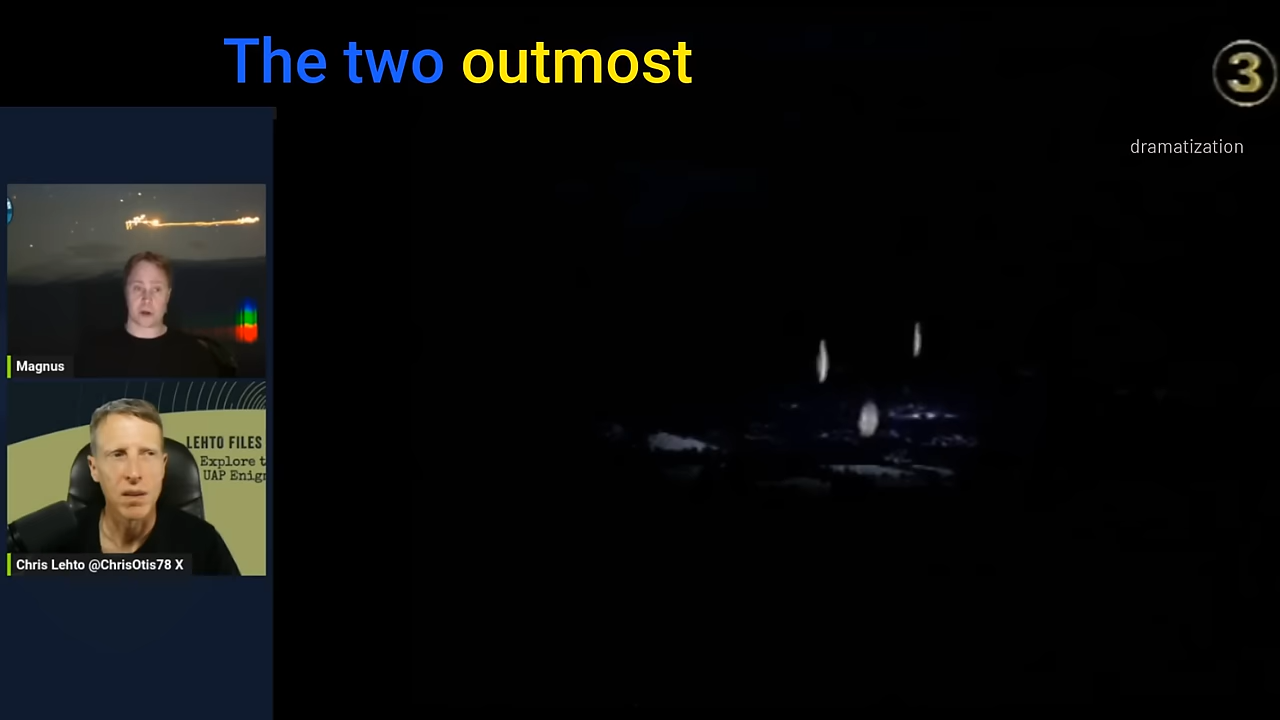 The two outmost
3
dramatization
Magnus
LEHTO FILES
Explore t
UAP Enig
Chris Lehto @ChrisOtis78 X